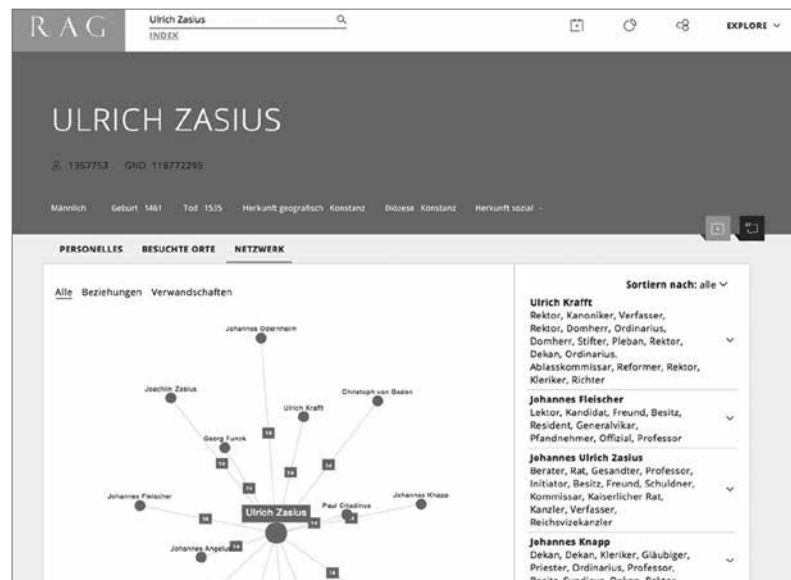 RAG
Ulrich Zasius
INDEX
EXPLORE
ULRICH ZASIUS
1357753 GND 118772295
Männlich Geburt 1461 Tod 1535 Herkunft geografisch Konstanz Diözese Konstanz Herkunft sozial -
PERSONELLES BESUCHTE ORTE NETZWERK
Alle Beziehungen Verwandschaften
Johannes Odernheim
Joachim Zasius
Christoph von Baden
Ulrich Krafft
Georg Funck
Johannes Fleischer
Ulrich Zasius
Paul Citadinus
Johannes Knapp
Johannes Angelus
Sortiern nach: alle
Ulrich Krafft
Rektor, Kanoniker, Verfasser,
Rektor, Domherr, Ordinarius,
Domherr, Stifter, Pleban, Rektor,
Dekan, Ordinarius,
Ablasskommissar, Reformer, Rektor,
Kleriker, Richter
Johannes Fleischer
Lektor, Kandidat, Freund, Besitz,
Resident, Generalvikar,
Pfandnehmer, Offizial, Professor
Johannes Ulrich Zasius
Berater, Rat, Gesandter, Professor,
Initiator, Besitz, Freund, Schuldner,
Kommissar, Kaiserlicher Rat,
Kanzler, Verfasser,
Reichsvizekanzler
Johannes Knapp
Dekan, Dekan, Kleriker, Gläubiger,
Priester, Ordinarius, Professor,